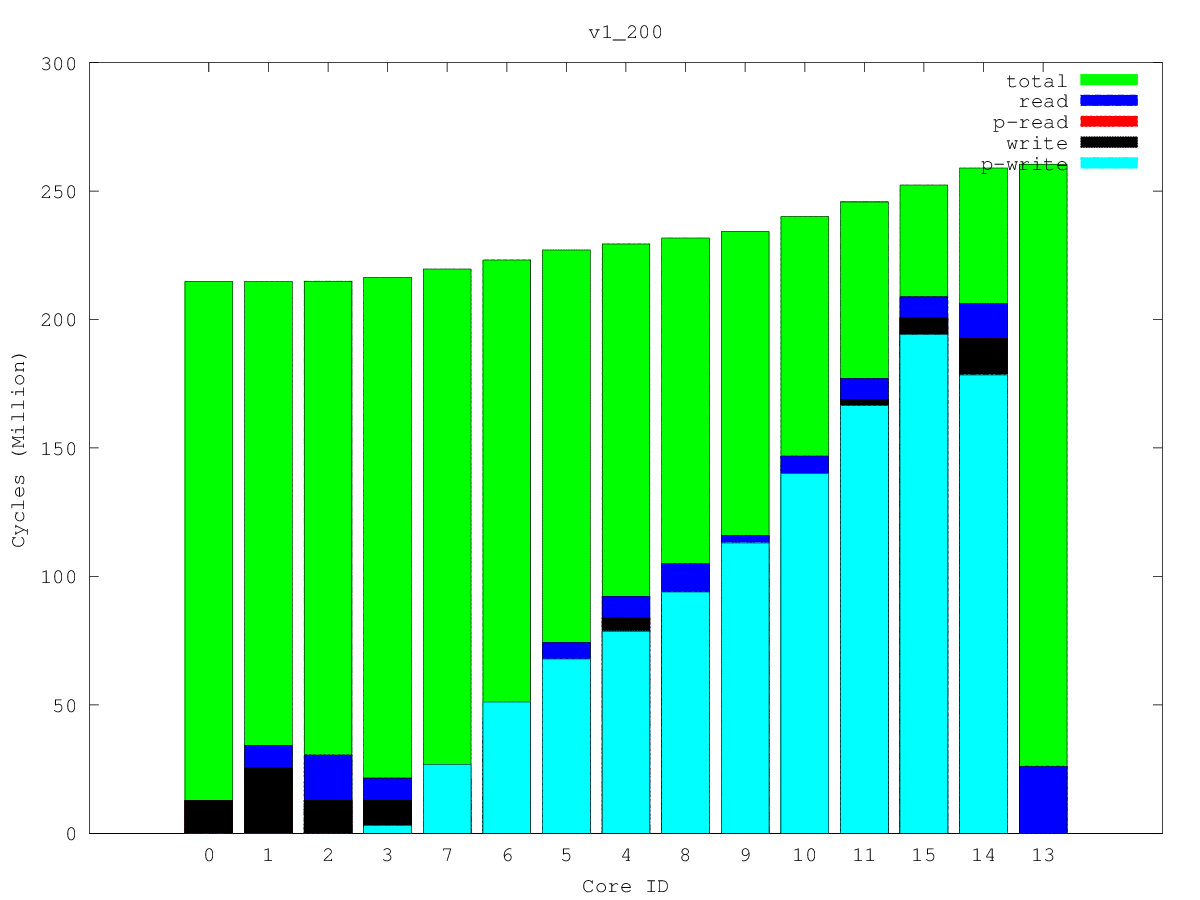 v1_200
300
250
200
150
100
50
0
Cycles (Million)
total
read
p-read
write
p-write
0 1 2 3 7 6 5 4 8 9 10 11 15 14 13
Core ID